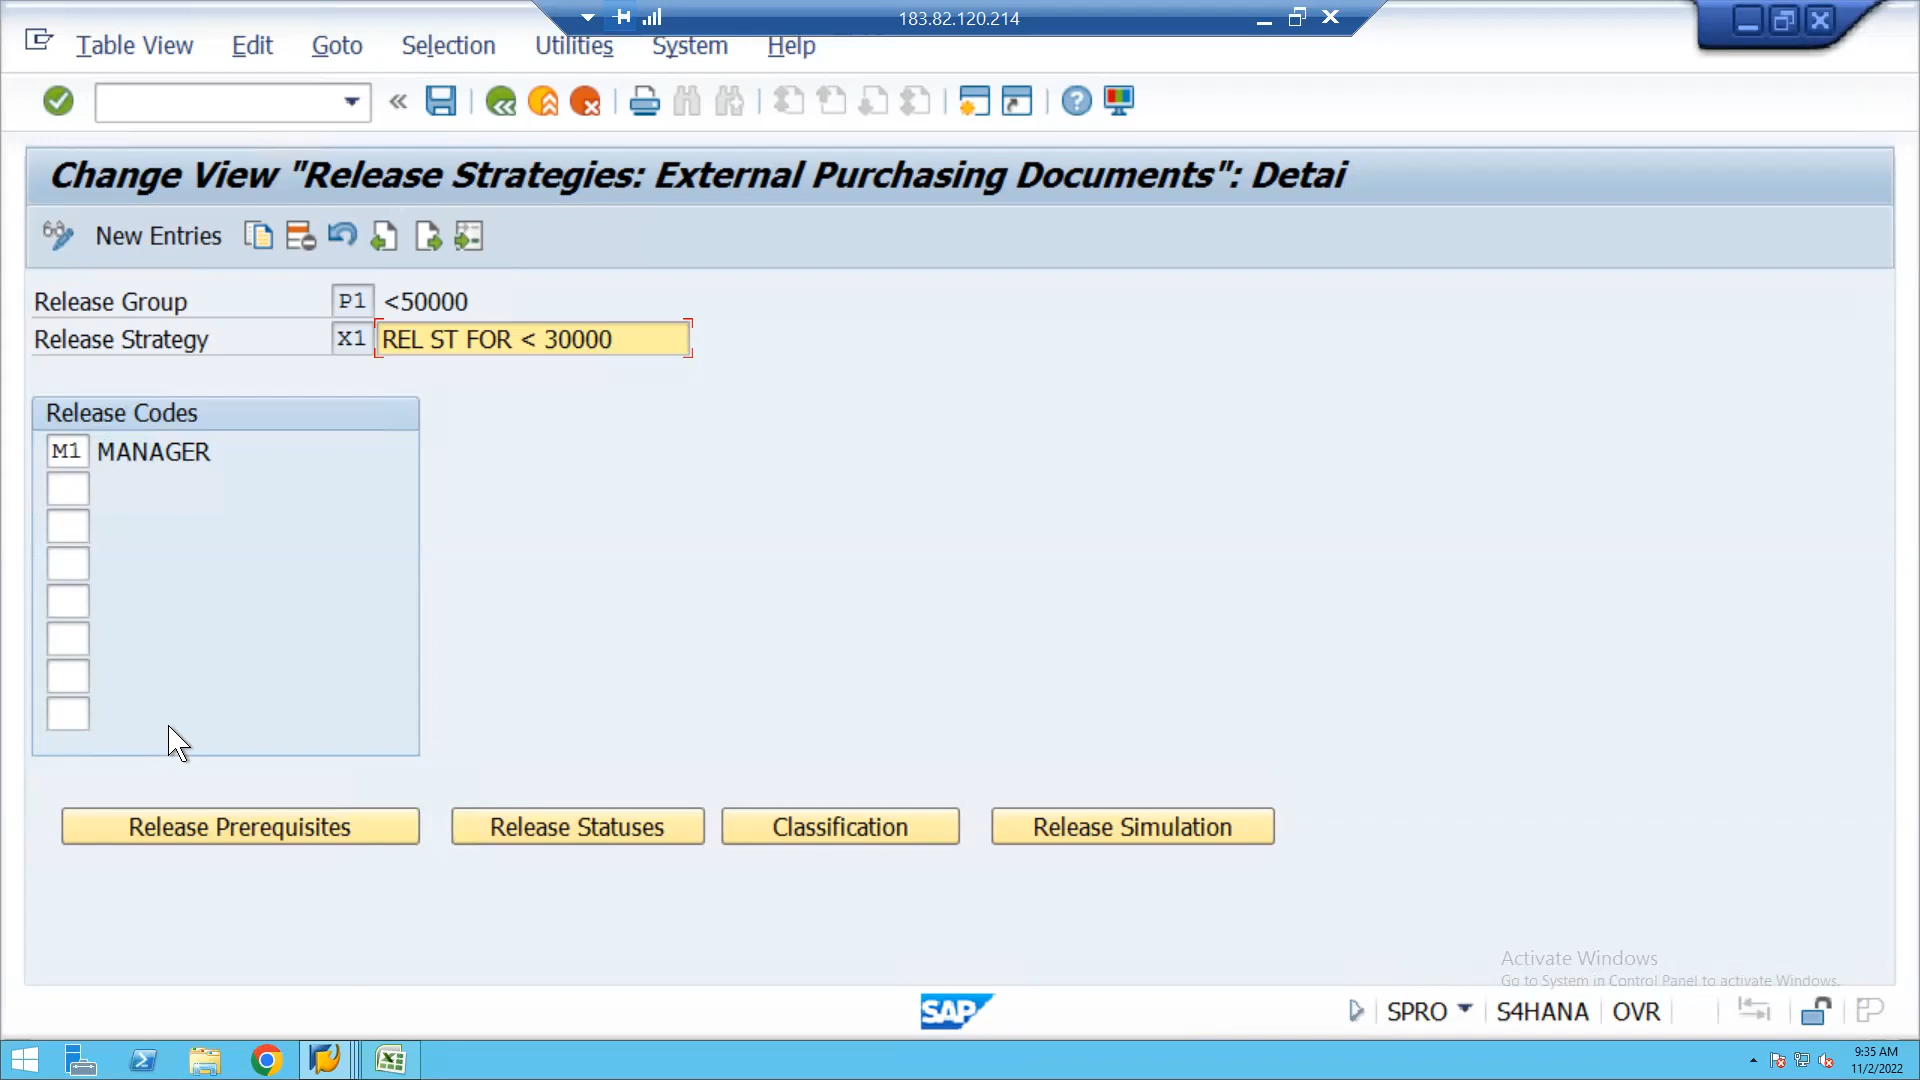 183.82.120.214
Table View Edit Goto Selection Utilities System Help
Change View "Release Strategies: External Purchasing Documents": Detai
New Entries
Release Group P1 <50000
Release Strategy X1 REL ST FOR < 30000
Release Codes
M1 MANAGER
Release Prerequisites Release Statuses Classification Release Simulation
Activate Windows
Go to System in Control Panel to activate Windows.
SAP SPRO S4HANA OVR
9:35 AM
11/2/2022